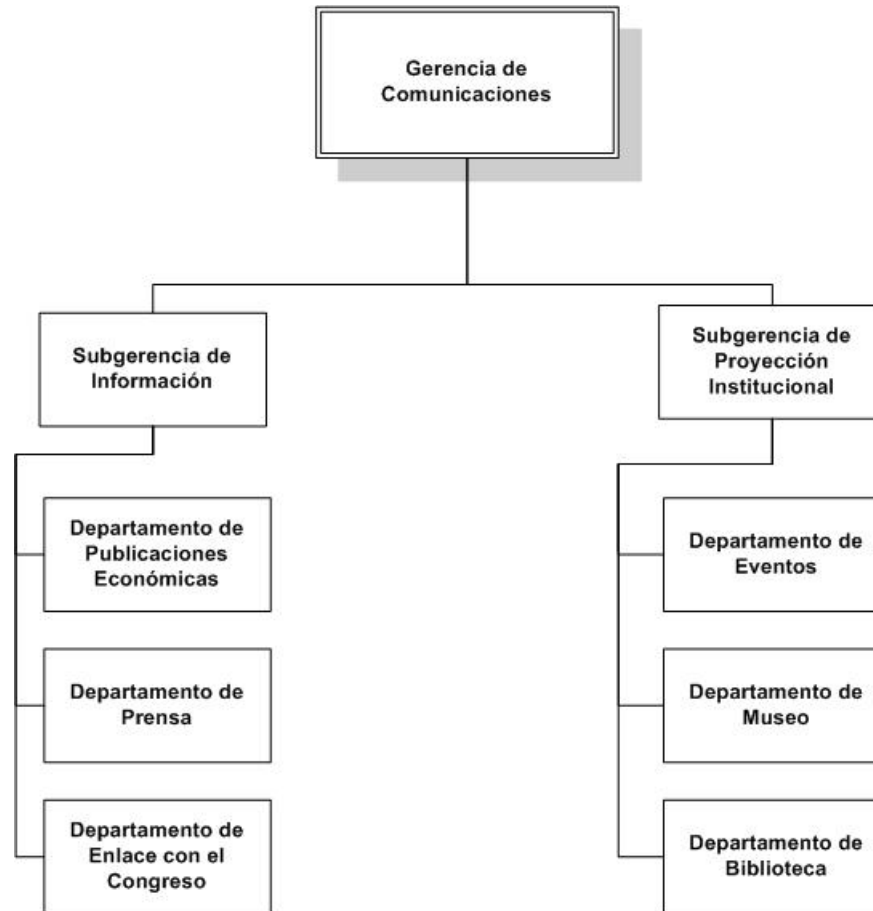 Gerencia de
Comunicaciones
Subgerencia de
Información
Subgerencia de
Proyección
Institucional
Departamento de
Publicaciones
Económicas
Departamento de
Eventos
Departamento de
Prensa
Departamento de
Museo
Departamento de
Enlace con el
Congreso
Departamento de
Biblioteca